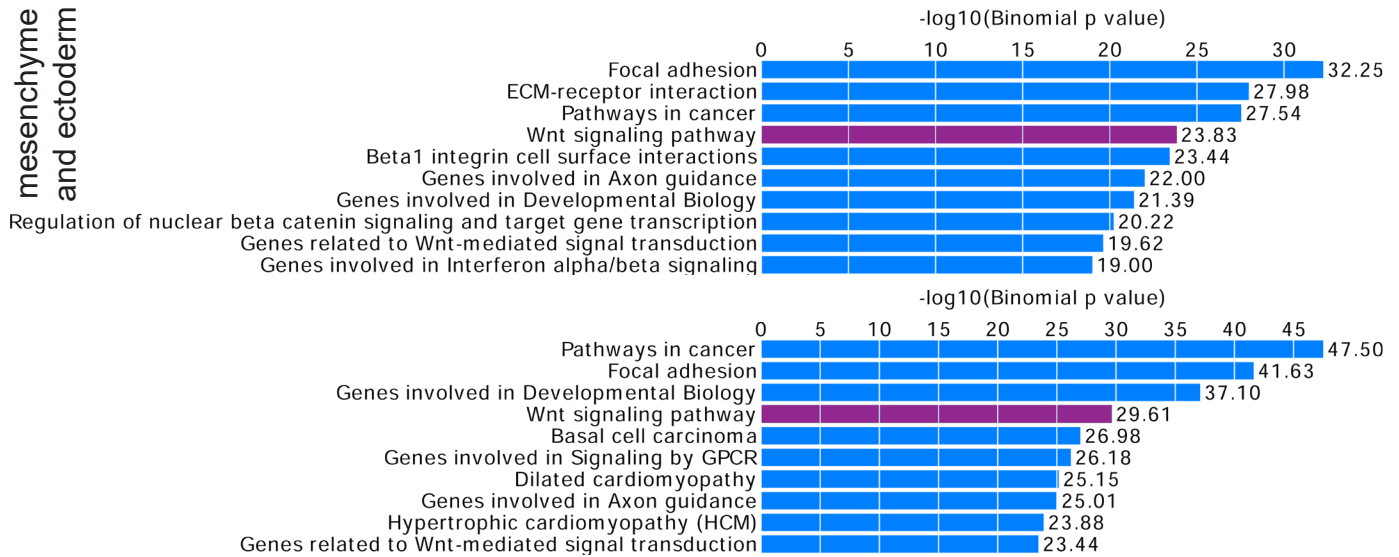 mesenchyme
and ectoderm
-log10(Binomial p value)
0 5 10 15 20 25 30
Focal adhesion 32.25
ECM-receptor interaction 27.98
Pathways in cancer 27.54
Wnt signaling pathway 23.83
Beta1 integrin cell surface interactions 23.44
Genes involved in Axon guidance 22.00
Genes involved in Developmental Biology 21.39
Regulation of nuclear beta catenin signaling and target gene transcription 20.22
Genes related to Wnt-mediated signal transduction 19.62
Genes involved in Interferon alpha/beta signaling 19.00
-log10(Binomial p value)
0 5 10 15 20 25 30 35 40 45
Pathways in cancer 47.50
Focal adhesion 41.63
Genes involved in Developmental Biology 37.10
Wnt signaling pathway 29.61
Basal cell carcinoma 26.98
Genes involved in Signaling by GPCR 26.18
Dilated cardiomyopathy 25.15
Genes involved in Axon guidance 25.01
Hypertrophic cardiomyopathy (HCM) 23.88
Genes related to Wnt-mediated signal transduction 23.44